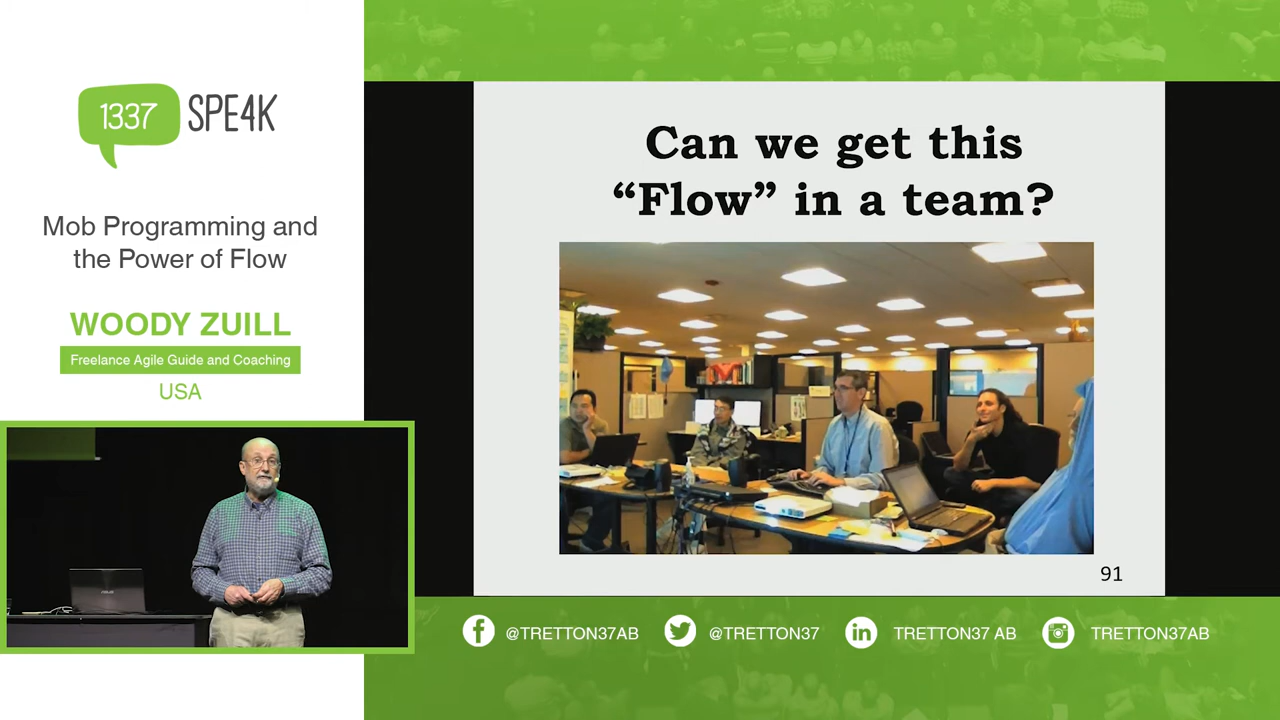 1337 SPE4K
Mob Programming and
the Power of Flow
WOODY ZUILL
Freelance Agile Guide and Coaching
USA
Can we get this
“Flow” in a team?
91
@TRETTON37AB
@TRETTON37
TRETTON37 AB
TRETTON37AB